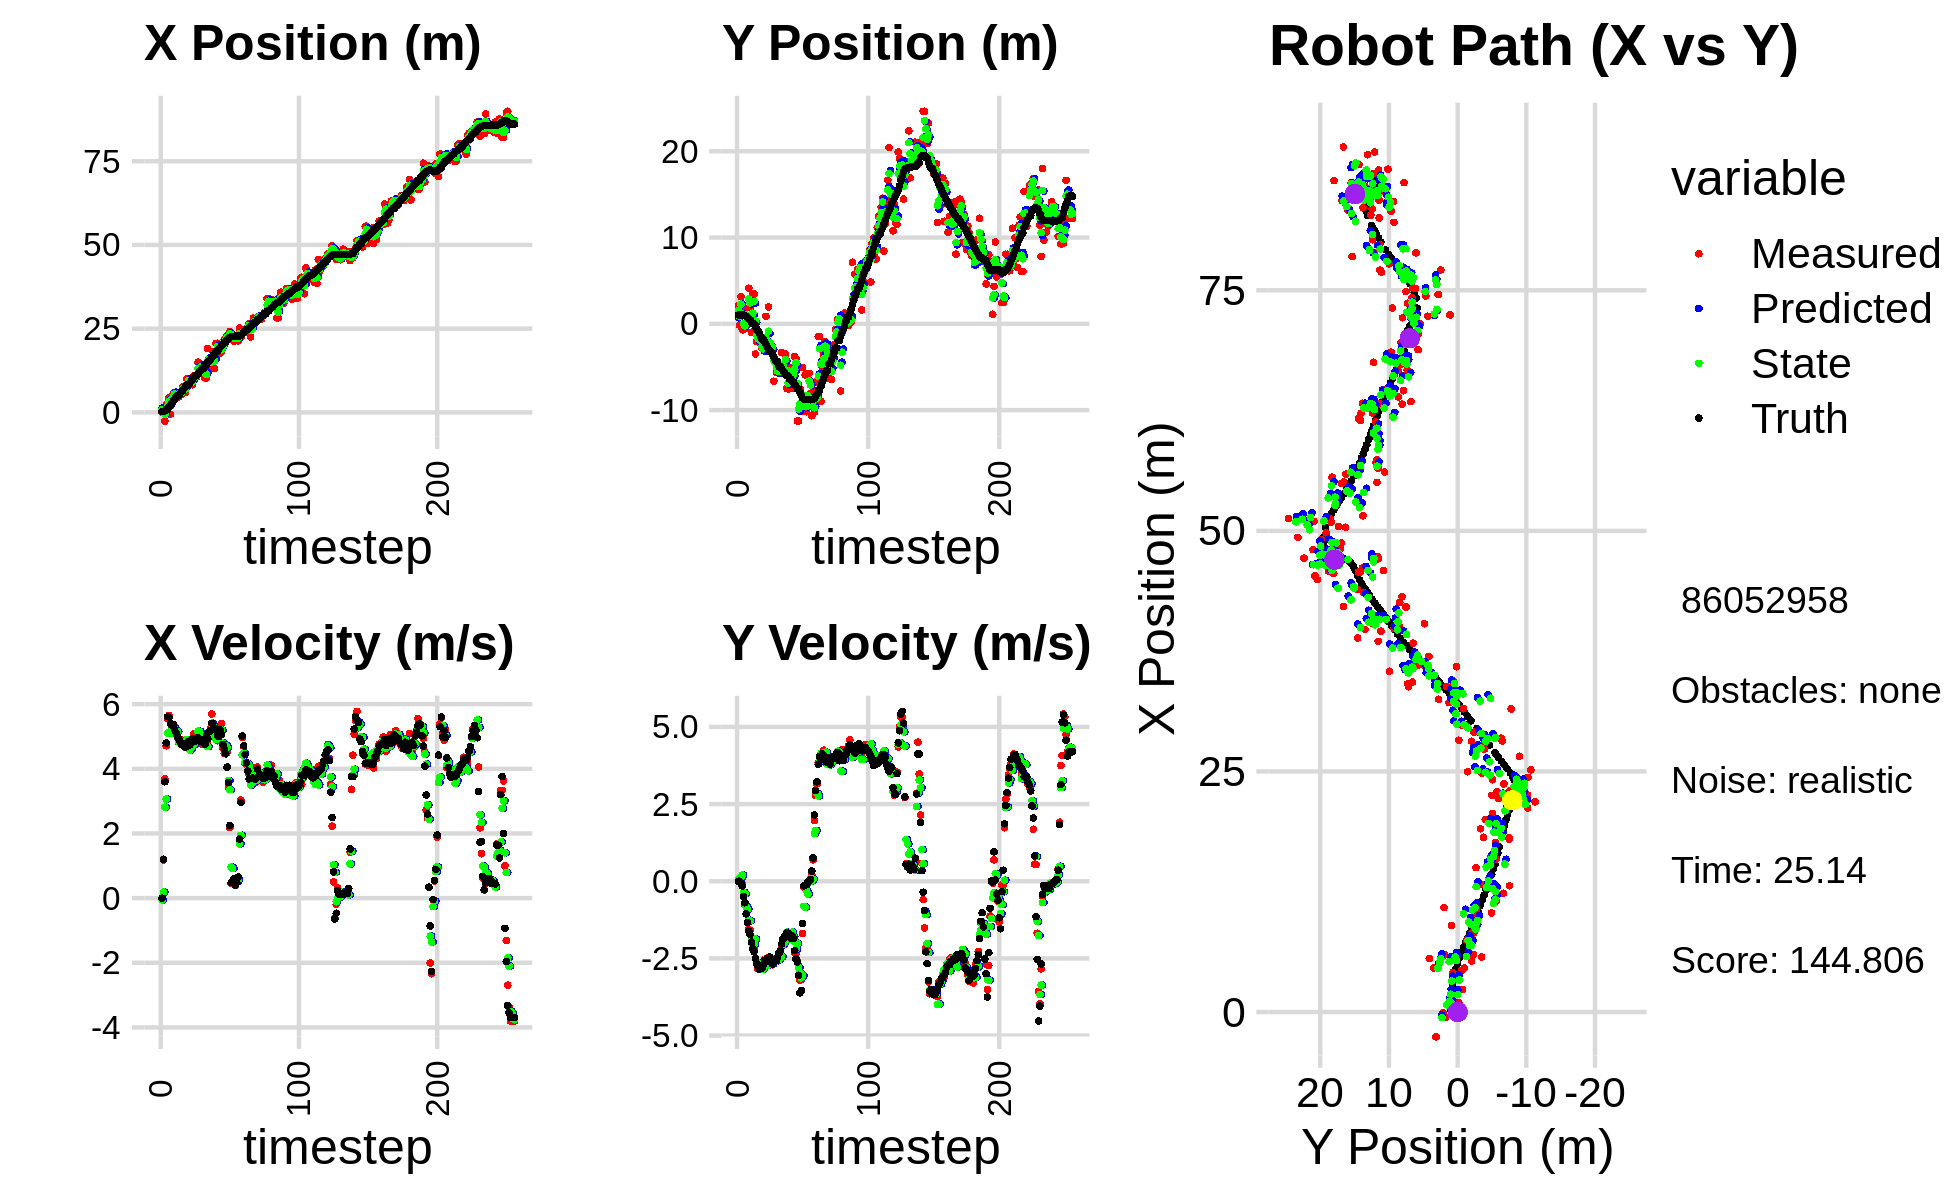 X Position (m)
75
50
25
0
0
100
200
timestep
Y Position (m)
20
10
0
-10
0
100
200
timestep
X Velocity (m/s)
6
4
2
0
-2
-4
0
100
200
timestep
Y Velocity (m/s)
5.0
2.5
0.0
-2.5
-5.0
0
100
200
timestep
Robot Path (X vs Y)
X Position (m)
75
50
25
0
20 10 0 -10 -20
Y Position (m)
variable
Measured
Predicted
State
Truth
86052958
Obstacles: none
Noise: realistic
Time: 25.14
Score: 144.806